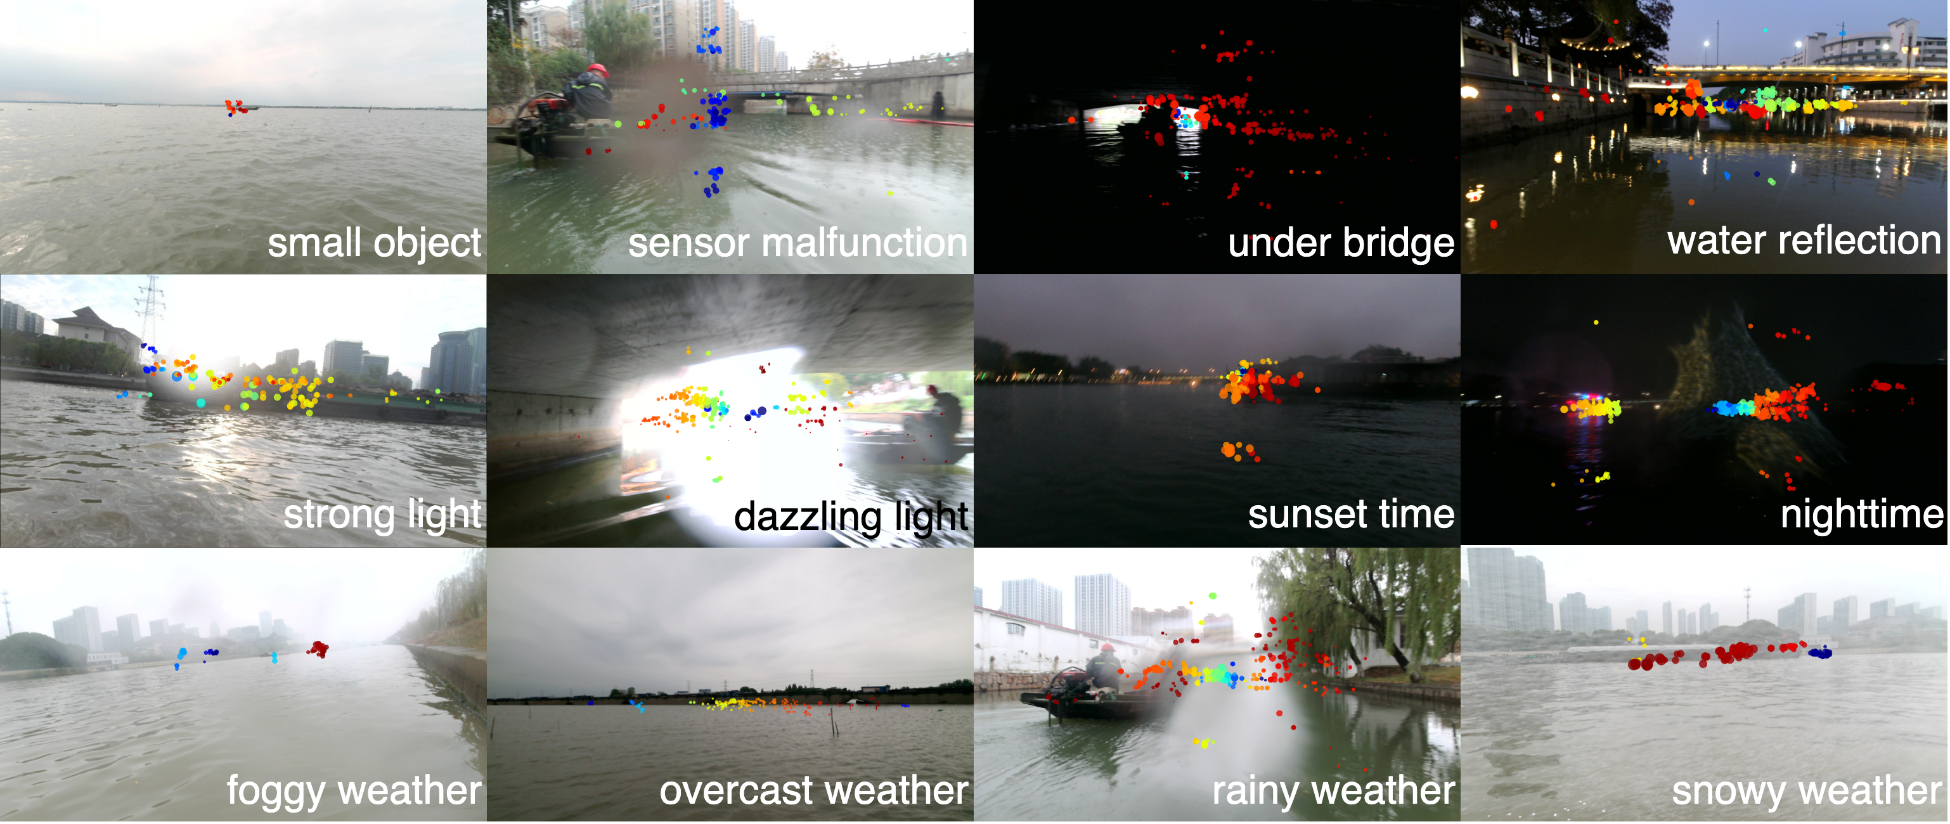 small object
sensor malfunction
under bridge
water reflection
strong light
dazzling light
sunset time
nighttime
foggy weather
overcast weather
rainy weather
snowy weather